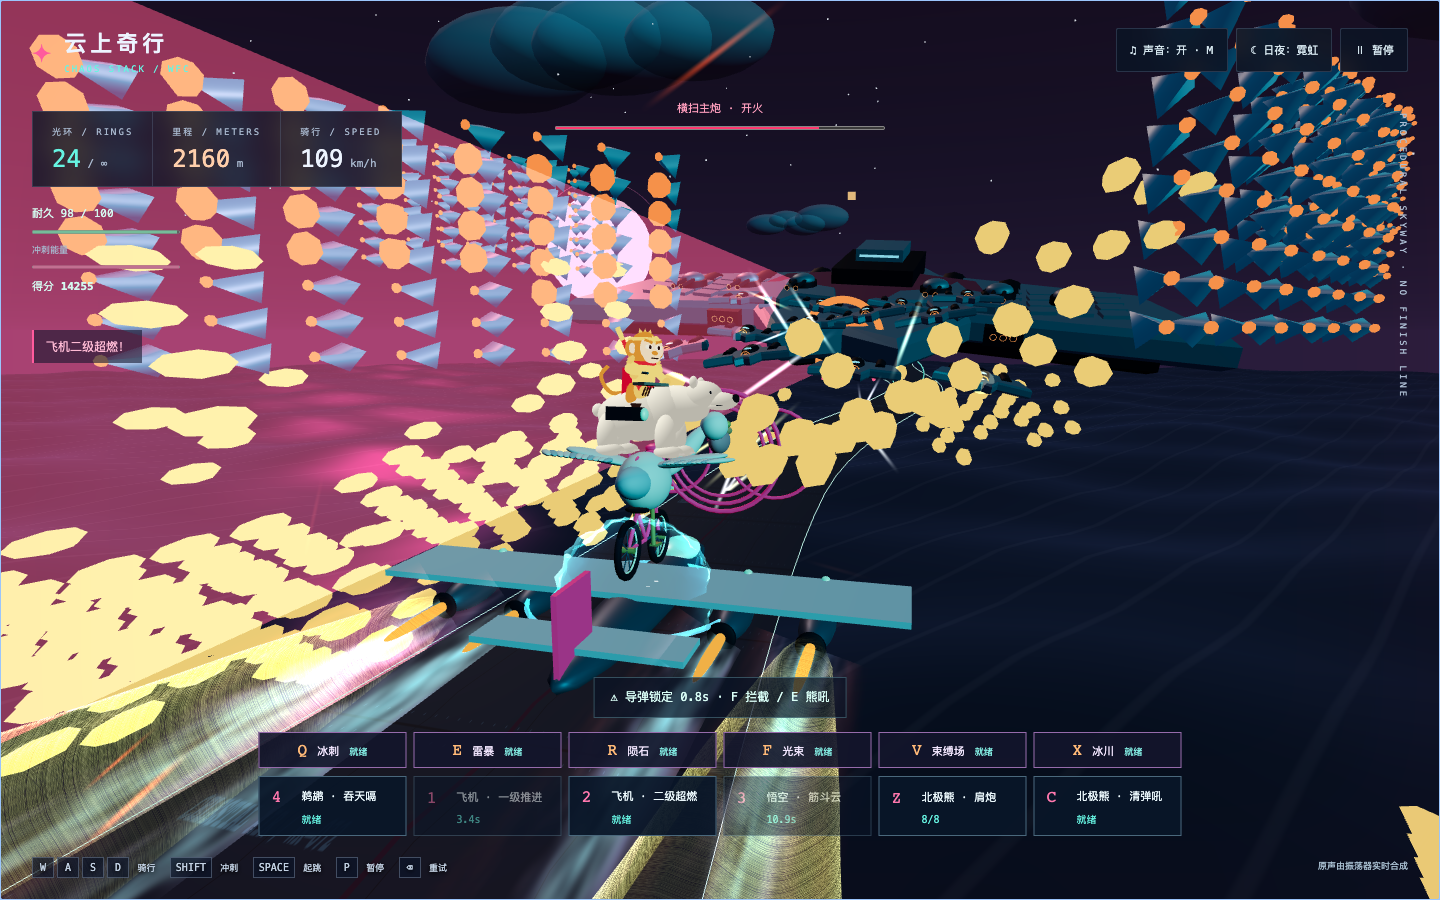 云上奇行
♫ 声音: 开 · M
☾ 日夜: 霓虹
⏸ 暂停
横扫主炮 · 开火
光环 / RINGS
里程 / METERS
骑行 / SPEED
24 / ∞
2160 m
109 km/h
耐久 98 / 100
冲刺能量
得分 14255
飞机二级超燃!
SKYWAY · NO FINISH LINE
⚠ 导弹锁定 0.8s · F 拦截 / E 熊吼
Q 冰刺 就绪
E 雷暴 就绪
R 陨石 就绪
F 光束 就绪
V 束缚场 就绪
X 冰川 就绪
4 鹈鹕 · 吞天嗝
就绪
1 飞机 · 一级推进
3.4s
2 飞机 · 二级超燃
就绪
3 悟空 · 筋斗云
10.9s
Z 北极熊 · 肩炮
8/8
C 北极熊 · 清弹吼
就绪
W A S D 骑行 SHIFT 冲刺 SPACE 起跳 P 暂停 ⌫ 重试
原声由振荡器实时合成